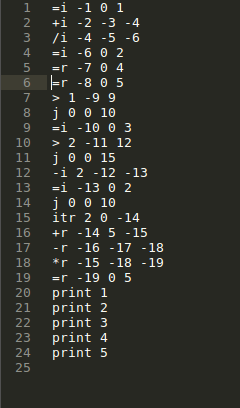 1 =i -1 0 1
2 +i -2 -3 -4
3 /i -4 -5 -6
4 =i -6 0 2
5 =r -7 0 4
6 =r -8 0 5
7 > 1 -9 9
8 j 0 0 10
9 =i -10 0 3
10 > 2 -11 12
11 j 0 0 15
12 -i 2 -12 -13
13 =i -13 0 2
14 j 0 0 10
15 itr 2 0 -14
16 +r -14 5 -15
17 -r -16 -17 -18
18 *r -15 -18 -19
19 =r -19 0 5
20 print 1
21 print 2
22 print 3
23 print 4
24 print 5
25